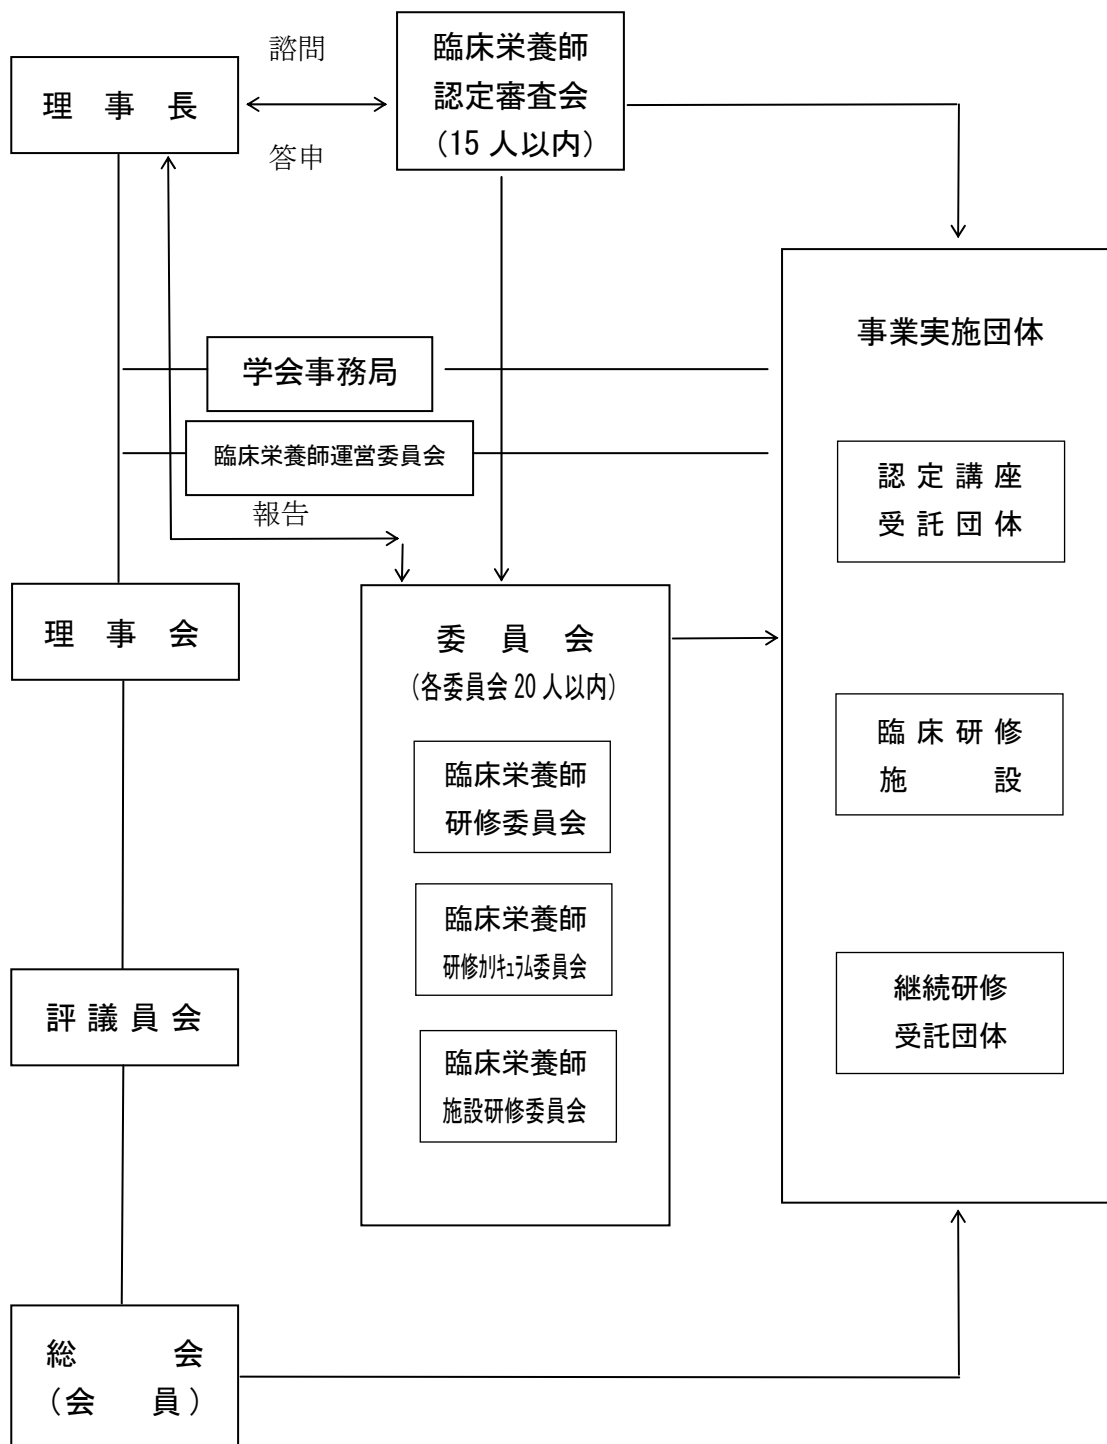 諮問
臨床栄養師
認定審査会
（15人以内）
理　事　長
答申
事業実施団体
学会事務局
臨床栄養師運営委員会
認定講座
受託団体
報告
理　事　会
委　員　会
（各委員会20人以内）
臨床研修
施　　　設
臨床栄養師
研修委員会
臨床栄養師
研修ｶﾘｷｭﾗﾑ委員会
継続研修
受託団体
評議員会
臨床栄養師
施設研修委員会
総　　　会
（会　員）